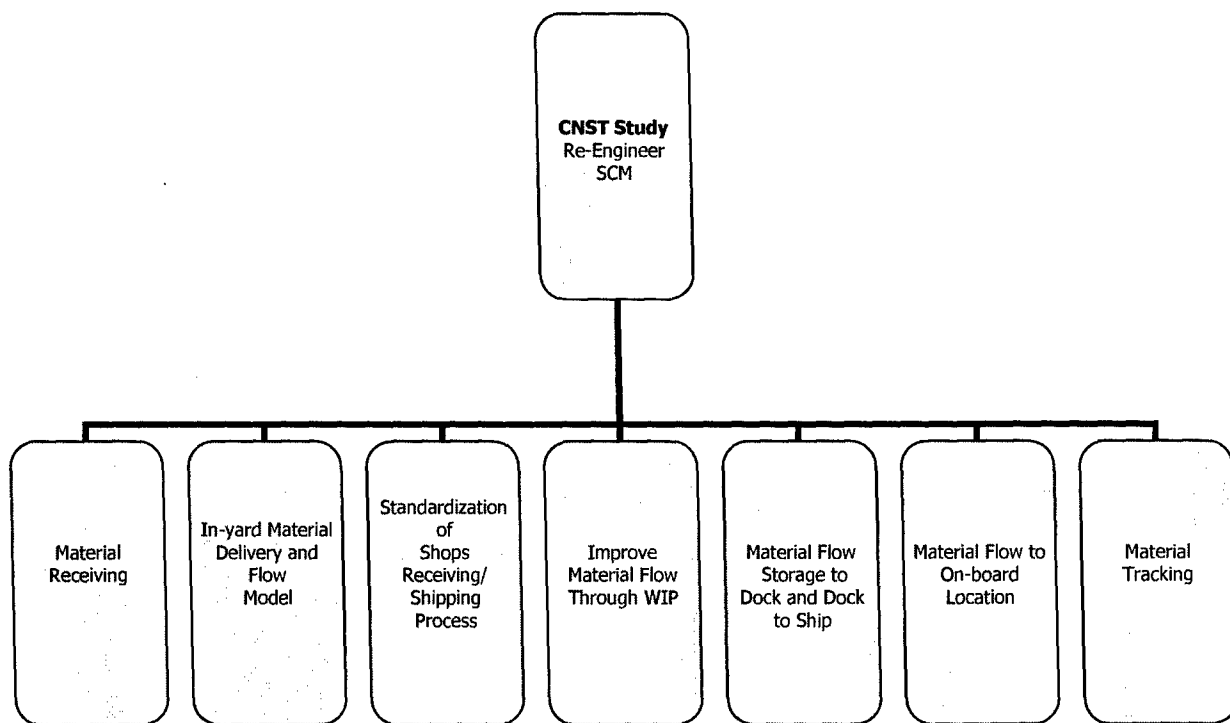 CNST Study
Re-Engineer
SCM
Material
Receiving
In-yard Material
Delivery and
Flow
Model
Standardization
of
Shops
Receiving/
Shipping
Process
Improve
Material Flow
Through WIP
Material Flow
Storage to
Dock and Dock
to Ship
Material Flow to
On-board
Location
Material
Tracking